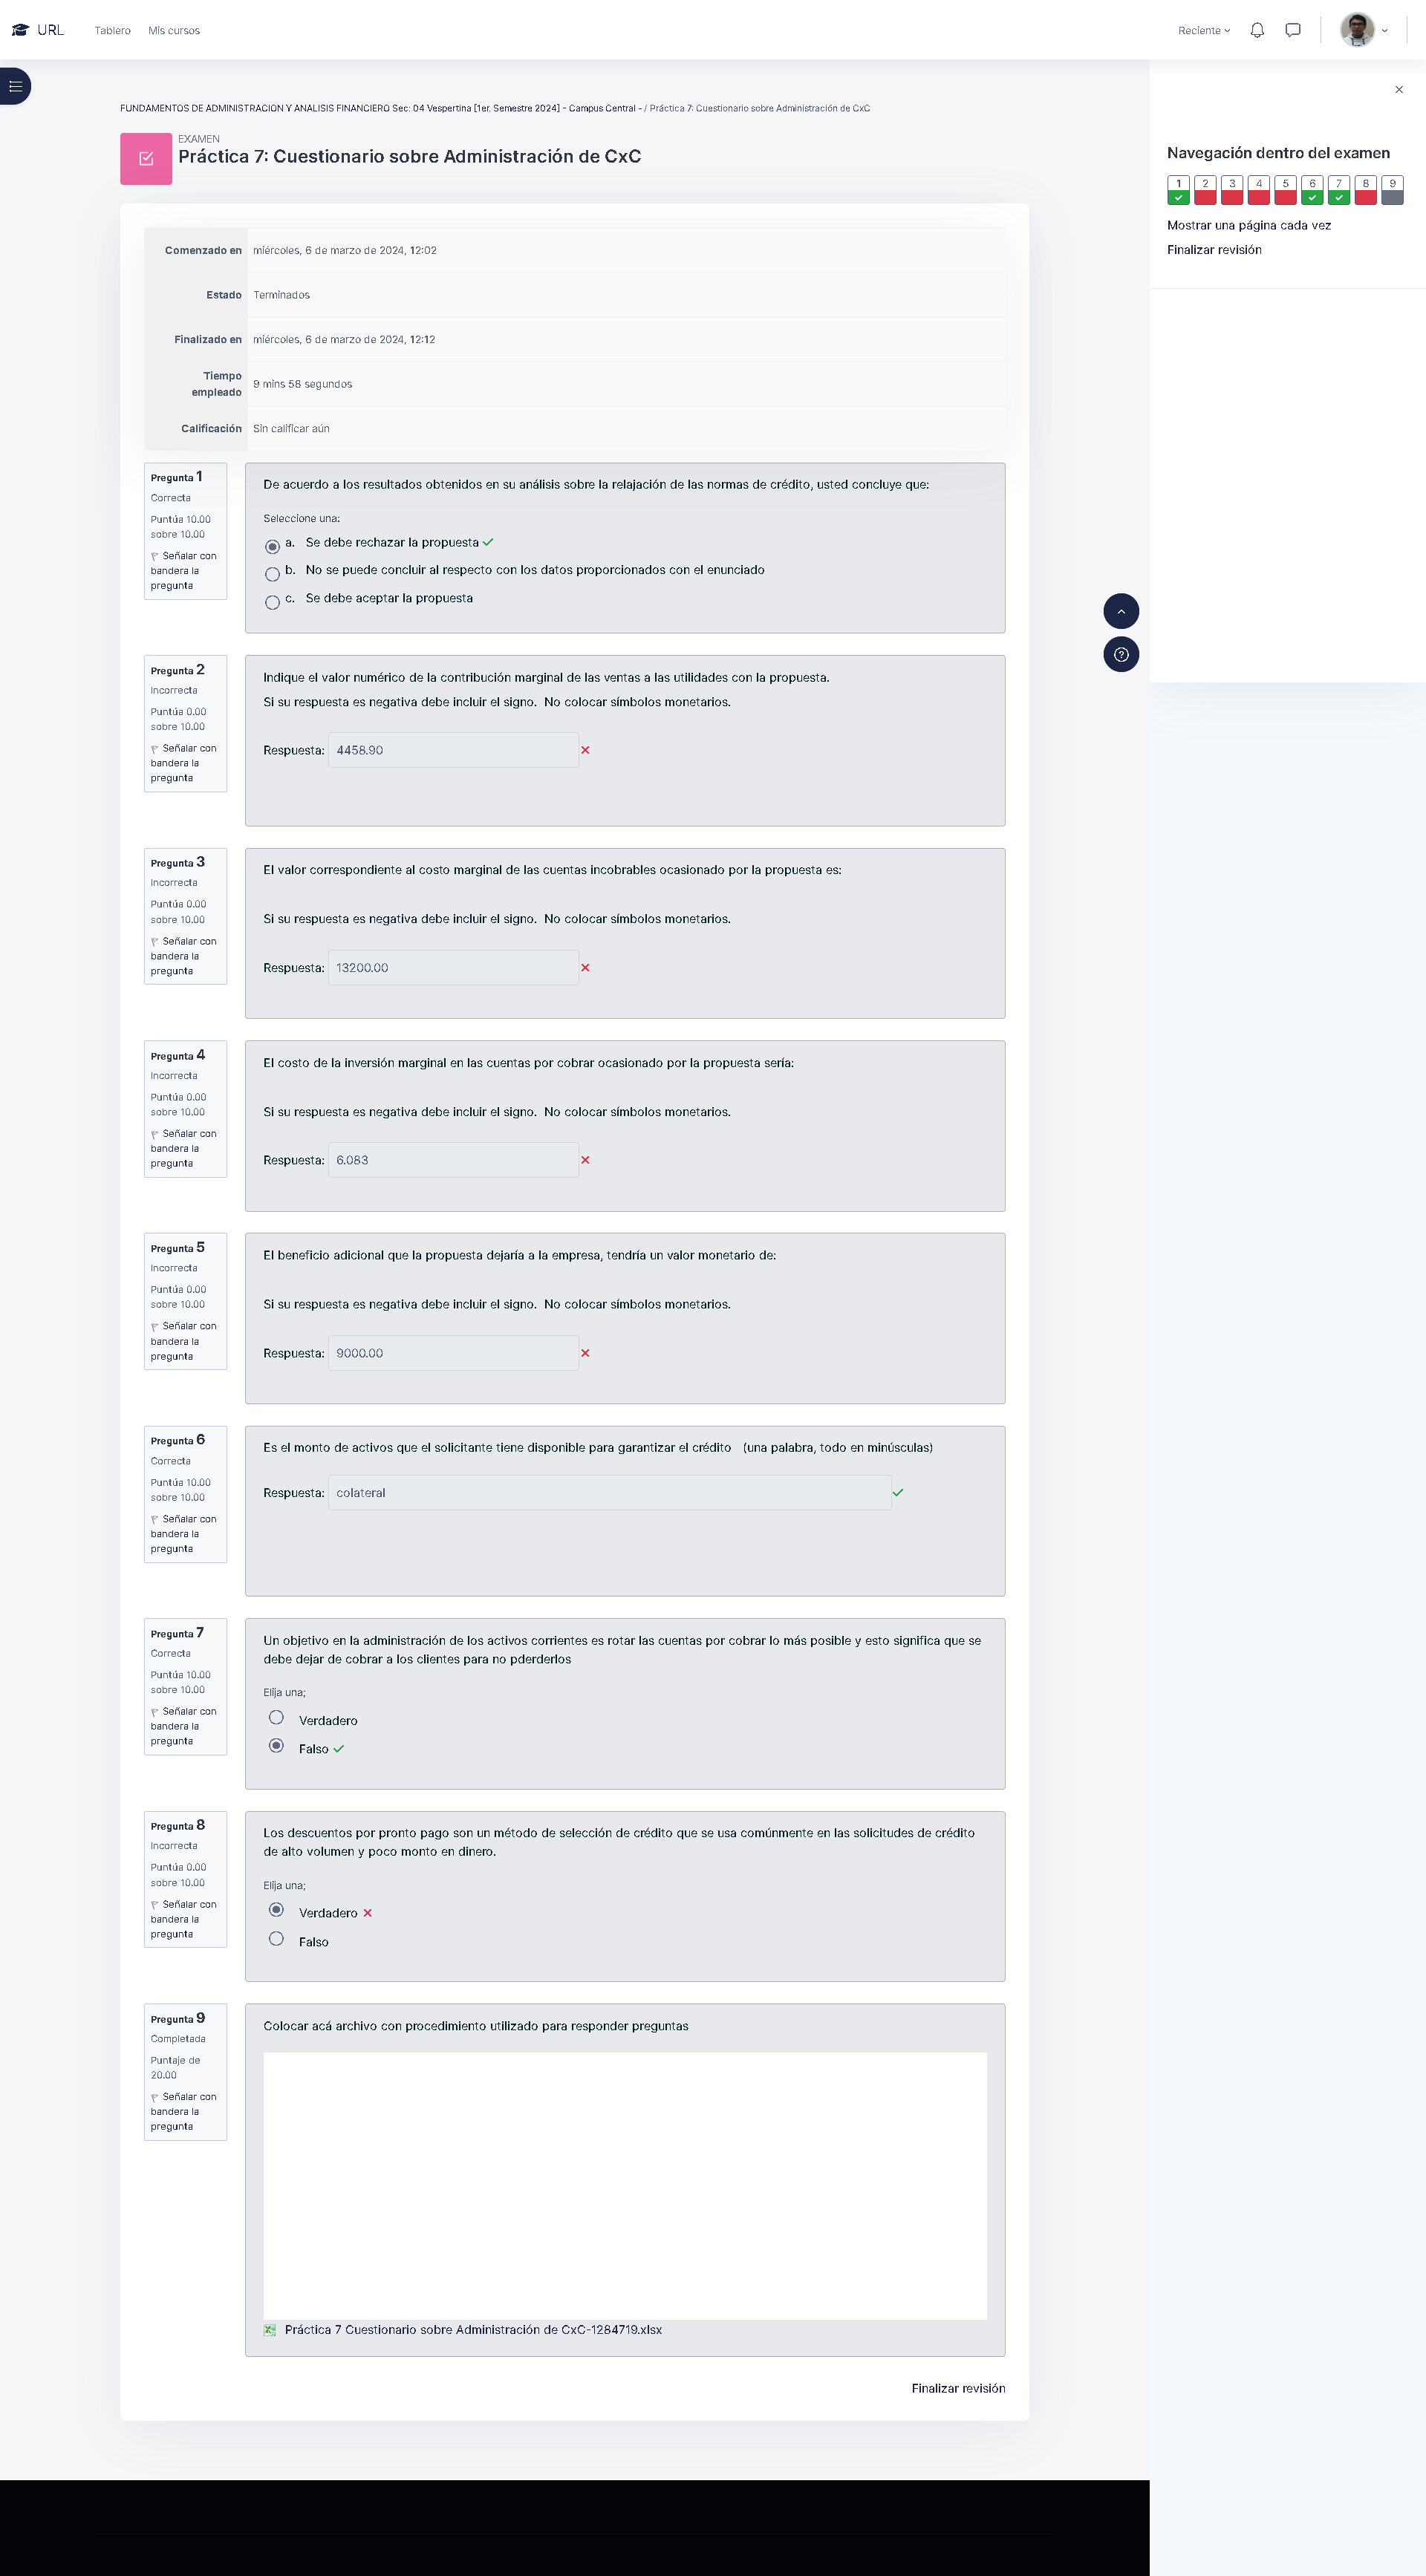 URL
Tablero
Mis cursos
Reciente
FUNDAMENTOS DE ADMINISTRACION Y ANALISIS FINANCIERO Sec: 04 Vespertina [1er. Semestre 2024] - Campus Central - / Práctica 7: Cuestionario sobre Administración de CxC
EXAMEN
Práctica 7: Cuestionario sobre Administración de CxC
Navegación dentro del examen
1 2 3 4 5 6 7 8 9
Mostrar una página cada vez
Finalizar revisión
Comenzado en miércoles, 6 de marzo de 2024, 12:02
Estado Terminados
Finalizado en miércoles, 6 de marzo de 2024, 12:12
Tiempo
empleado
9 mins 58 segundos
Calificación Sin calificar aún
Pregunta 1
Correcta
Puntúa 10.00
sobre 10.00
Señalar con
bandera la
pregunta
De acuerdo a los resultados obtenidos en su análisis sobre la relajación de las normas de crédito, usted concluye que:
Seleccione una:
a. Se debe rechazar la propuesta
b. No se puede concluir al respecto con los datos proporcionados con el enunciado
c. Se debe aceptar la propuesta
Pregunta 2
Incorrecta
Puntúa 0.00
sobre 10.00
Señalar con
bandera la
pregunta
Indique el valor numérico de la contribución marginal de las ventas a las utilidades con la propuesta.
Si su respuesta es negativa debe incluir el signo. No colocar símbolos monetarios.
Respuesta: 4458.90
Pregunta 3
Incorrecta
Puntúa 0.00
sobre 10.00
Señalar con
bandera la
pregunta
El valor correspondiente al costo marginal de las cuentas incobrables ocasionado por la propuesta es:
Si su respuesta es negativa debe incluir el signo. No colocar símbolos monetarios.
Respuesta: 13200.00
Pregunta 4
Incorrecta
Puntúa 0.00
sobre 10.00
Señalar con
bandera la
pregunta
El costo de la inversión marginal en las cuentas por cobrar ocasionado por la propuesta sería:
Si su respuesta es negativa debe incluir el signo. No colocar símbolos monetarios.
Respuesta: 6.083
Pregunta 5
Incorrecta
Puntúa 0.00
sobre 10.00
Señalar con
bandera la
pregunta
El beneficio adicional que la propuesta dejaría a la empresa, tendría un valor monetario de:
Si su respuesta es negativa debe incluir el signo. No colocar símbolos monetarios.
Respuesta: 9000.00
Pregunta 6
Correcta
Puntúa 10.00
sobre 10.00
Señalar con
bandera la
pregunta
Es el monto de activos que el solicitante tiene disponible para garantizar el crédito (una palabra, todo en minúsculas)
Respuesta: colateral
Pregunta 7
Correcta
Puntúa 10.00
sobre 10.00
Señalar con
bandera la
pregunta
Un objetivo en la administración de los activos corrientes es rotar las cuentas por cobrar lo más posible y esto significa que se
debe dejar de cobrar a los clientes para no pderderlos
Elija una;
Verdadero
Falso
Pregunta 8
Incorrecta
Puntúa 0.00
sobre 10.00
Señalar con
bandera la
pregunta
Los descuentos por pronto pago son un método de selección de crédito que se usa comúnmente en las solicitudes de crédito
de alto volumen y poco monto en dinero.
Elija una;
Verdadero
Falso
Pregunta 9
Completada
Puntaje de
20.00
Señalar con
bandera la
pregunta
Colocar acá archivo con procedimiento utilizado para responder preguntas
Práctica 7 Cuestionario sobre Administración de CxC-1284719.xlsx
Finalizar revisión